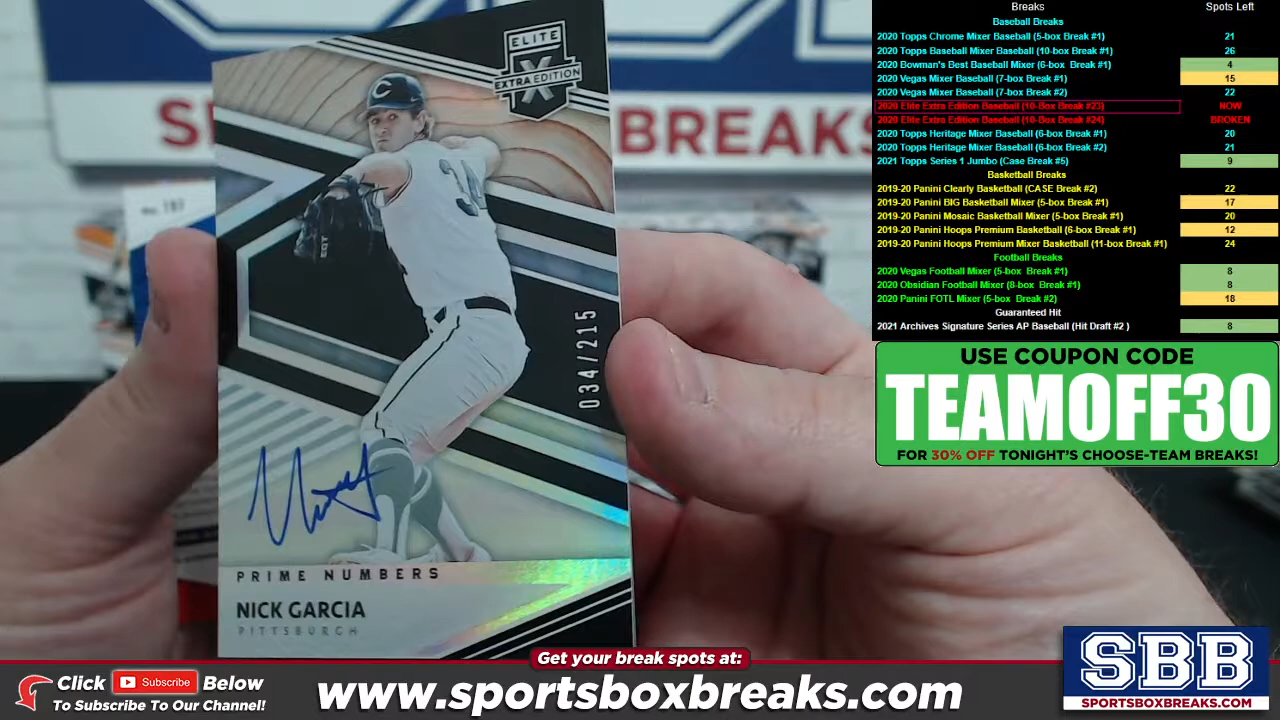 ELITE
X
EXTRA EDITION
C
34
EQT
034/215
PRIME NUMBERS
NICK GARCIA
PITTSBURGH
BREAKS
Breaks Spots Left
Baseball Breaks
2020 Topps Chrome Mixer Baseball (5-box Break #1) 21
2020 Topps Baseball Mixer Baseball (10-box Break #1) 26
2020 Bowman's Best Baseball Mixer (6-box Break #1) 4
2020 Vegas Mixer Baseball (7-box Break #1) 15
2020 Vegas Mixer Baseball (7-box Break #2) 22
2020 Elite Extra Edition Baseball (10-Box Break #23) NOW
2020 Elite Extra Edition Baseball (10-Box Break #24) BROKEN
2020 Topps Heritage Mixer Baseball (6-box Break #1) 20
2020 Topps Heritage Mixer Baseball (6-box Break #2) 21
2021 Topps Series 1 Jumbo (Case Break #5) 9
Basketball Breaks
2019-20 Panini Clearly Basketball (CASE Break #2) 22
2019-20 Panini BIG Basketball Mixer (5-box Break #1) 17
2019-20 Panini Mosaic Basketball Mixer (5-box Break #1) 20
2019-20 Panini Hoops Premium Basketball (6-box Break #1) 12
2019-20 Panini Hoops Premium Mixer Basketball (11-box Break #1) 24
Football Breaks
2020 Vegas Football Mixer (5-box Break #1) 8
2020 Obsidian Football Mixer (8-box Break #1) 8
2020 Panini FOTL Mixer (5-box Break #2) 18
Guaranteed Hit
2021 Archives Signature Series AP Baseball (Hit Draft #2 ) 8
USE COUPON CODE
TEAMOFF30
FOR 30% OFF TONIGHT'S CHOOSE-TEAM BREAKS!
Get your break spots at:
Click Subscribe Below
To Subscribe To Our Channel!
www.sportsboxbreaks.com
SBB
SPORTSBOXBREAKS.COM